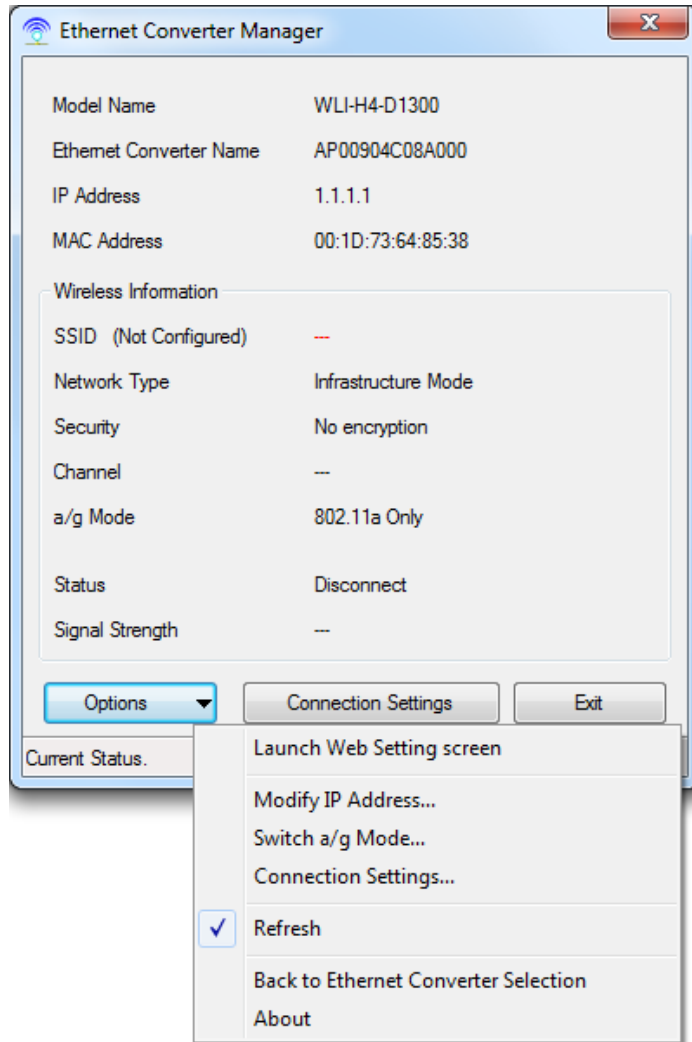 Ethernet Converter Manager
Model Name WLI-H4-D1300
Ethernet Converter Name AP00904C08A000
IP Address 1.1.1.1
MAC Address 00:1D:73:64:85:38
Wireless Information
SSID (Not Configured) ---
Network Type Infrastructure Mode
Security No encryption
Channel ---
a/g Mode 802.11a Only
Status Disconnect
Signal Strength ---
Options Connection Settings Exit
Current Status.
Launch Web Setting screen
Modify IP Address...
Switch a/g Mode...
Connection Settings...
Refresh
Back to Ethernet Converter Selection
About